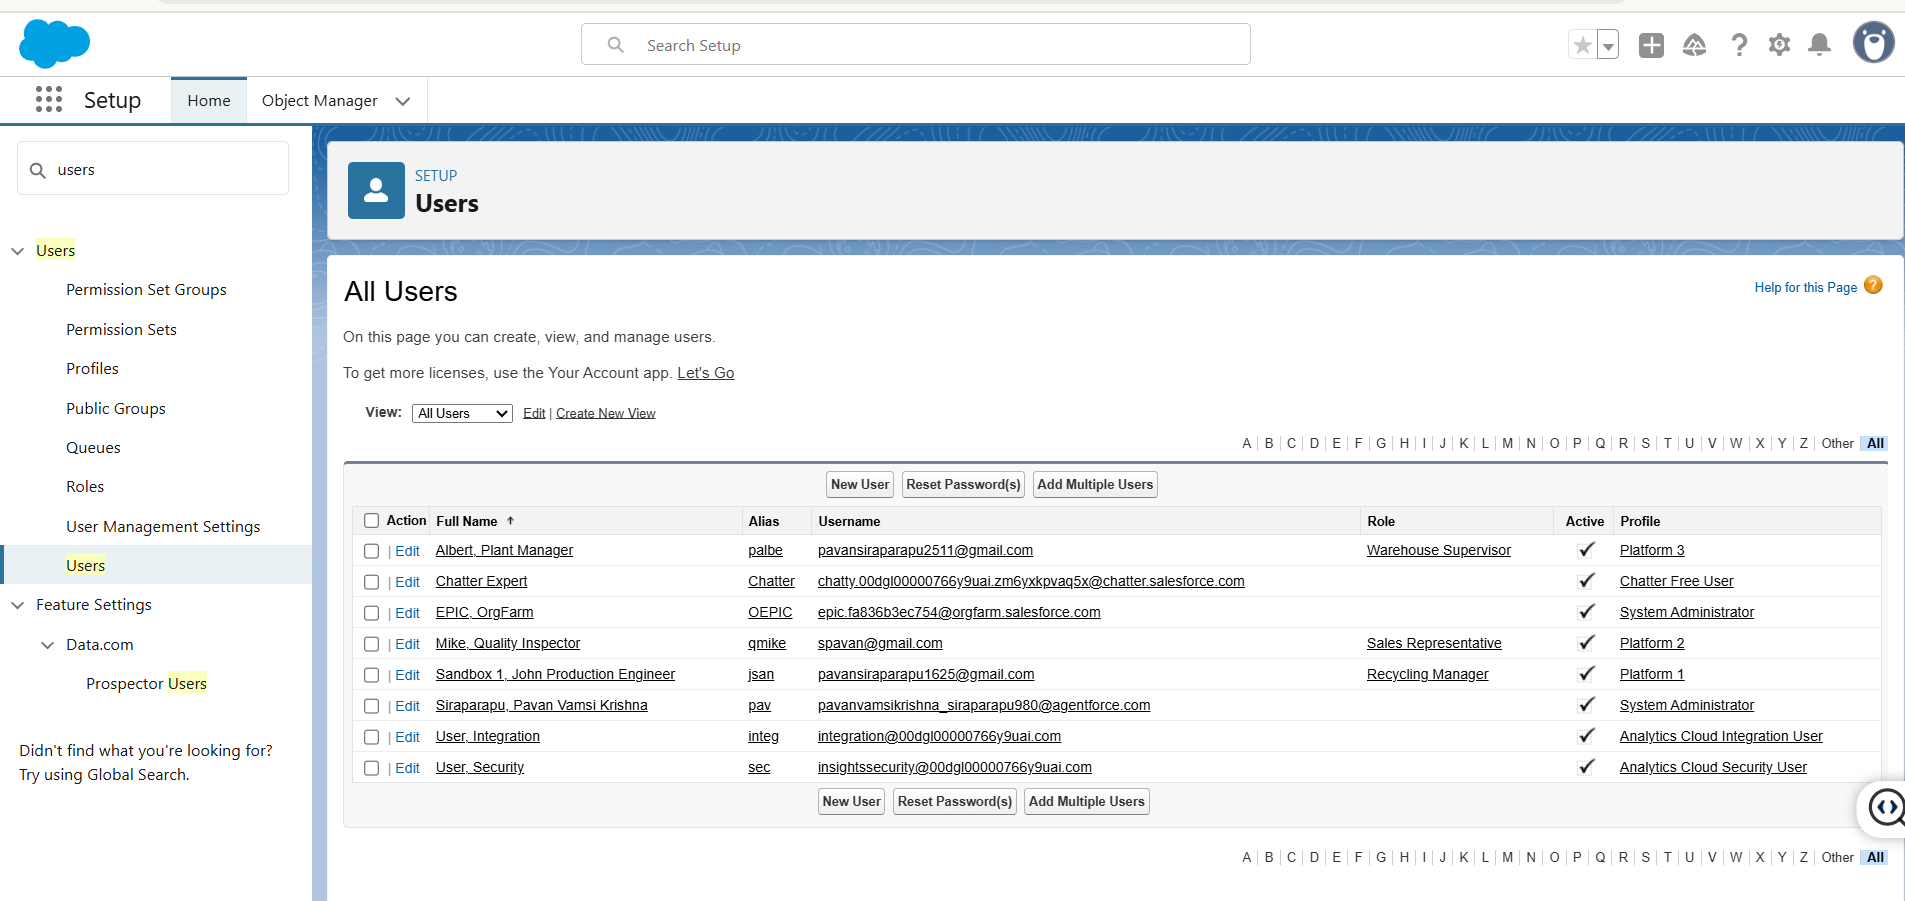 Search Setup
Setup
Home
Object Manager
users
Users
Permission Set Groups
Permission Sets
Profiles
Public Groups
Queues
Roles
User Management Settings
Users
Feature Settings
Data.com
Prospector Users
Didn't find what you're looking for?
Try using Global Search.
SETUP
Users
All Users
Help for this Page ?
On this page you can create, view, and manage users.
To get more licenses, use the Your Account app. Let's Go
View: All Users Edit | Create New View
A | B | C | D | E | F | G | H | I | J | K | L | M | N | O | P | Q | R | S | T | U | V | W | X | Y | Z | Other | All
New User Reset Password(s) Add Multiple Users
Action Full Name ↑ Alias Username Role Active Profile
| Edit Albert, Plant Manager palbe pavansiraparapu2511@gmail.com Warehouse Supervisor ✓ Platform 3
| Edit Chatter Expert Chatter chatty.00dgl00000766y9uai.zm6yxkpvaq5x@chatter.salesforce.com ✓ Chatter Free User
| Edit EPIC, OrgFarm OEPIC epic.fa836b3ec754@orgfarm.salesforce.com ✓ System Administrator
| Edit Mike, Quality Inspector qmike spavan@gmail.com Sales Representative ✓ Platform 2
| Edit Sandbox 1, John Production Engineer jsan pavansiraparapu1625@gmail.com Recycling Manager ✓ Platform 1
| Edit Siraparapu, Pavan Vamsi Krishna pav pavanvamsikrishna_siraparapu980@agentforce.com ✓ System Administrator
| Edit User, Integration integ integration@00dgl00000766y9uai.com ✓ Analytics Cloud Integration User
| Edit User, Security sec insightssecurity@00dgl00000766y9uai.com ✓ Analytics Cloud Security User
New User Reset Password(s) Add Multiple Users
A | B | C | D | E | F | G | H | I | J | K | L | M | N | O | P | Q | R | S | T | U | V | W | X | Y | Z | Other | All